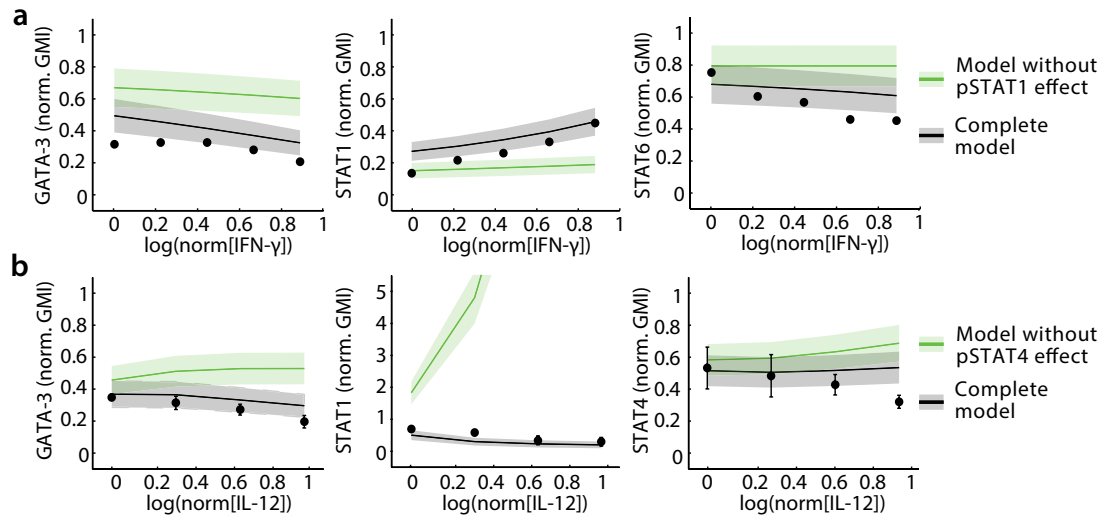 a
GATA-3 (norm. GMI)
1
0.8
0.6
0.4
0.2
0
0 0.2 0.4 0.6 0.8 1
log(norm[IFN-γ])
STAT1 (norm. GMI)
1
0.8
0.6
0.4
0.2
0
0 0.2 0.4 0.6 0.8 1
log(norm[IFN-γ])
STAT6 (norm. GMI)
1
0.8
0.6
0.4
0.2
0
0 0.2 0.4 0.6 0.8 1
log(norm[IFN-γ])
Model without
pSTAT1 effect
Complete
model
b
GATA-3 (norm. GMI)
1
0.8
0.6
0.4
0.2
0
0 0.2 0.4 0.6 0.8 1
log(norm[IL-12])
STAT1 (norm. GMI)
5
4
3
2
1
0
0 0.2 0.4 0.6 0.8 1
log(norm[IL-12])
STAT4 (norm. GMI)
1
0.8
0.6
0.4
0.2
0
0 0.2 0.4 0.6 0.8 1
log(norm[IL-12])
Model without
pSTAT4 effect
Complete
model